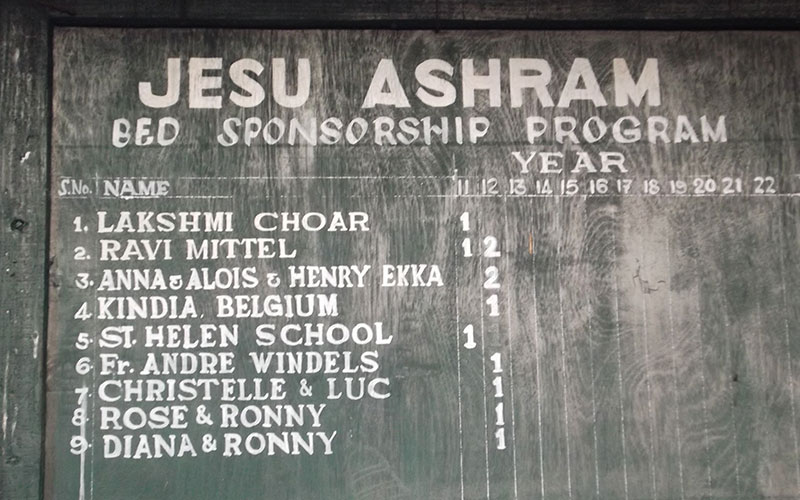 JESU ASHRAM
BED SPONSORSHIP PROGRAM
YEAR
S.No. NAME 11 12 13 14 15 16 17 18 19 20 21 22
1. LAKSHMI CHOAR 1
2. RAVI MITTEL 1 2
3. ANNA & ALOIS & HENRY EKKA 2
4 KINDIA, BELGIUM 1
5. ST. HELEN SCHOOL 1
6. Fr. ANDRE WINDELS 1
7. CHRISTELLE & LUC 1
8. ROSE & RONNY 1
9. DIANA & RONNY 1